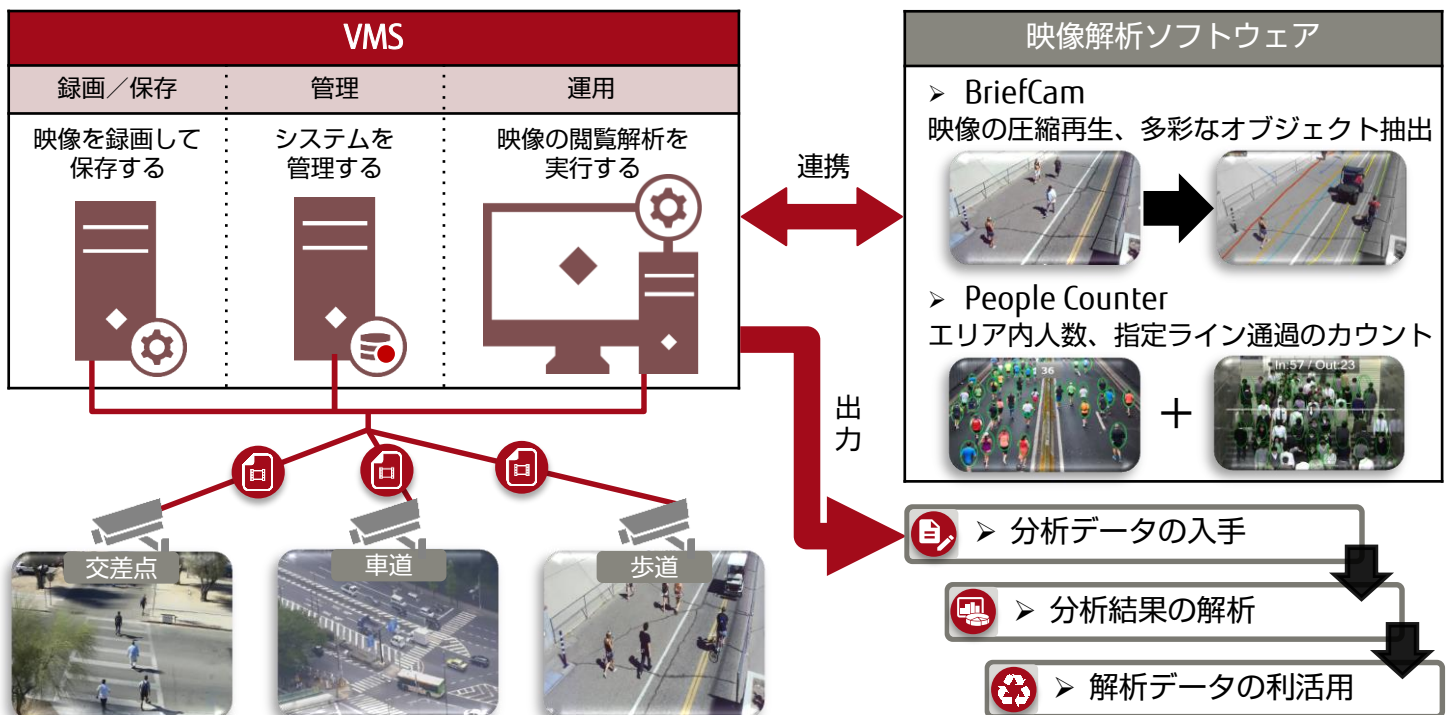 VMS
録画／保存
管理
運用
映像を録画して
保存する
システムを
管理する
映像の閲覧解析を
実行する
連携
出
力
交差点
車道
歩道
映像解析ソフトウェア
➢ BriefCam
映像の圧縮再生、多彩なオブジェクト抽出
➢ People Counter
エリア内人数、指定ライン通過のカウント
36
+
In:57 / Out:23
➢ 分析データの入手
➢ 分析結果の解析
➢ 解析データの利活用